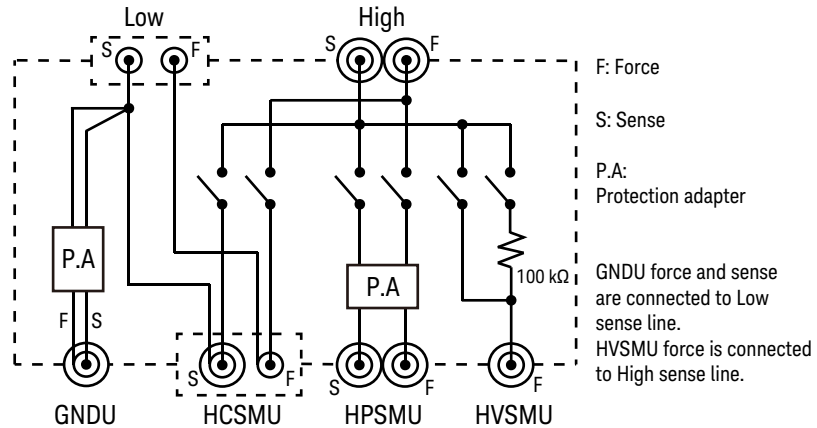 Low
High
S
F
S
F
F: Force
S: Sense
P.A:
Protection adapter
P.A
P.A
100 kΩ
GNDU force and sense
are connected to Low
sense line.
HVSMU force is connected
to High sense line.
F
S
S
F
S
F
F
GNDU
HCSMU
HPSMU
HVSMU